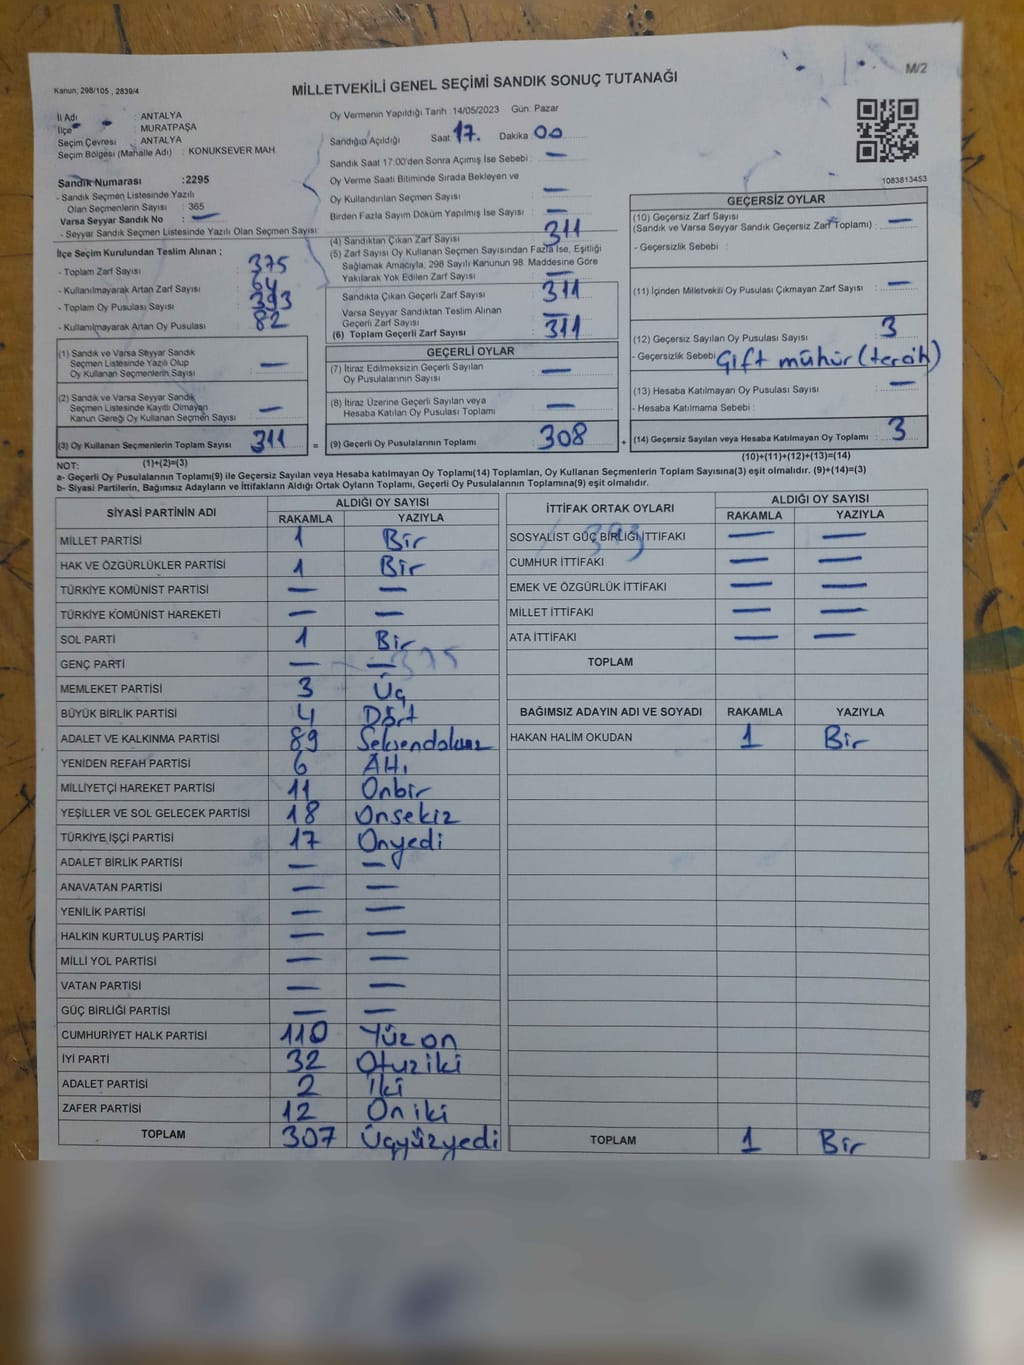 M/2
Kanun; 298/105 , 2839/4
MİLLETVEKİLİ GENEL SEÇİMİ SANDIK SONUÇ TUTANAĞI
İl Adı : ANTALYA
İlçe : MURATPAŞA
Seçim Çevresi : ANTALYA
Seçim Bölgesi (Mahalle Adı) : KONUKSEVER MAH.
Sandık Numarası :2295
- Sandık Seçmen Listesinde Yazılı
Olan Seçmenlerin Sayısı : 365
Varsa Seyyar Sandık No : —
- Seyyar Sandık Seçmen Listesinde Yazılı Olan Seçmen Sayısı:
Oy Vermenin Yapıldığı Tarih : 14/05/2023 Gün: Pazar
Sandığın Açıldığı Saat 17. Dakika 00
Sandık Saat 17:00'den Sonra Açımış İse Sebebi : —
Oy Verme Saati Bitiminde Sırada Bekleyen ve
Oy Kullandırılan Seçmen Sayısı —
Birden Fazla Sayım Döküm Yapılmış İse Sayısı : —
1083813453
İlçe Seçim Kurulundan Teslim Alınan ;
- Toplam Zarf Sayısı : 375
- Kullanılmayarak Artan Zarf Sayısı : 64
- Toplam Oy Pusulası Sayısı : 393
- Kullanılmayarak Artan Oy Pusulası : 82
(1) Sandık ve Varsa Seyyar Sandık
Seçmen Listesinde Yazılı Olup
Oy Kullanan Seçmenlerin Sayısı : —
(2) Sandık ve Varsa Seyyar Sandık
Seçmen Listesinde Kayıtlı Olmayan
Kanun Gereği Oy Kullanan Seçmen Sayısı : —
(3) Oy Kullanan Seçmenlerin Toplam Sayısı : 311 =
(1)+(2)=(3)
(4) Sandıktan Çıkan Zarf Sayısı 311
(5) Zarf Sayısı Oy Kullanan Seçmen Sayısından Fazla İse, Eşitliği
Sağlamak Amacıyla, 298 Sayılı Kanunun 98. Maddesine Göre
Yakılarak Yok Edilen Zarf Sayısı : —
Sandıkta Çıkan Geçerli Zarf Sayısı : 311
Varsa Seyyar Sandıktan Teslim Alınan
Geçerli Zarf Sayısı : —
(6) Toplam Geçerli Zarf Sayısı : 311
GEÇERLİ OYLAR
(7) İtiraz Edilmeksizin Geçerli Sayılan
Oy Pusulalarının Sayısı : —
(8) İtiraz Üzerine Geçerli Sayılan veya
Hesaba Katılan Oy Pusulası Toplamı : —
(9) Geçerli Oy Pusulalarının Toplamı : 308 +
GEÇERSİZ OYLAR
(10) Geçersiz Zarf Sayısı
(Sandık ve Varsa Seyyar Sandık Geçersiz Zarf Toplamı) : —
- Geçersizlik Sebebi :
(11) İçinden Milletvekili Oy Pusulası Çıkmayan Zarf Sayısı : —
(12) Geçersiz Sayılan Oy Pusulası Sayısı : 3
- Geçersizlik Sebebi : Çift mühür (tercih)
(13) Hesaba Katılmayan Oy Pusulası Sayısı : —
- Hesaba Katılmama Sebebi :
(14) Geçersiz Sayılan veya Hesaba Katılmayan Oy Toplamı : 3
(10)+(11)+(12)+(13)=(14)
NOT:
a- Geçerli Oy Pusulalarının Toplamı(9) ile Geçersiz Sayılan veya Hesaba katılmayan Oy Toplamı(14) Toplamları, Oy Kullanan Seçmenlerin Toplam Sayısına(3) eşit olmalıdır. (9)+(14)=(3)
b- Siyasi Partilerin, Bağımsız Adayların ve İttifakların Aldığı Ortak Oyların Toplamı, Geçerli Oy Pusulalarının Toplamına(9) eşit olmalıdır.
SİYASİ PARTİNİN ADI ALDIĞI OY SAYISI
RAKAMLA YAZIYLA
MİLLET PARTİSİ 1 Bir
HAK VE ÖZGÜRLÜKLER PARTİSİ 1 Bir
TÜRKİYE KOMÜNİST PARTİSİ — —
TÜRKİYE KOMÜNİST HAREKETİ — —
SOL PARTİ 1 Bir
GENÇ PARTİ — — 375
MEMLEKET PARTİSİ 3 Üç
BÜYÜK BİRLİK PARTİSİ 4 Dört
ADALET VE KALKINMA PARTİSİ 89 Seksendokuz
YENİDEN REFAH PARTİSİ 6 Altı
MİLLİYETÇİ HAREKET PARTİSİ 11 Onbir
YEŞİLLER VE SOL GELECEK PARTİSİ 18 Onsekiz
TÜRKİYE İŞÇİ PARTİSİ 17 Onyedi
ADALET BİRLİK PARTİSİ — —
ANAVATAN PARTİSİ — —
YENİLİK PARTİSİ — —
HALKIN KURTULUŞ PARTİSİ — —
MİLLİ YOL PARTİSİ — —
VATAN PARTİSİ — —
GÜÇ BİRLİĞİ PARTİSİ — —
CUMHURİYET HALK PARTİSİ 110 Yüzon
İYİ PARTİ 32 Otuziki
ADALET PARTİSİ 2 İki
ZAFER PARTİSİ 12 Oniki
TOPLAM 307 Üçyüzyedi
İTTİFAK ORTAK OYLARI ALDIĞI OY SAYISI
RAKAMLA YAZIYLA
SOSYALİST GÜÇ BİRLİĞİ İTTİFAKI — —
393
CUMHUR İTTİFAKI — —
EMEK VE ÖZGÜRLÜK İTTİFAKI — —
MİLLET İTTİFAKI — —
ATA İTTİFAKI — —
TOPLAM
BAĞIMSIZ ADAYIN ADI VE SOYADI RAKAMLA YAZIYLA
HAKAN HALİM OKUDAN 1 Bir
TOPLAM 1 Bir